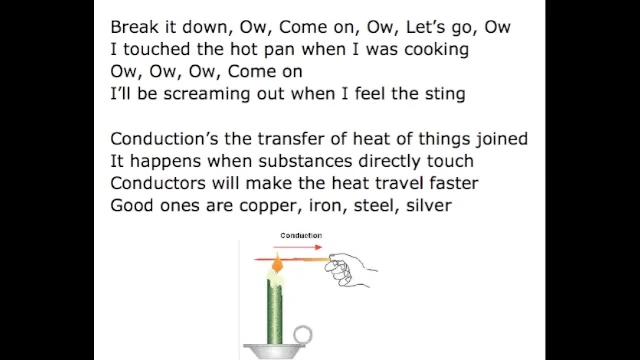 Break it down, Ow, Come on, Ow, Let’s go, Ow
I touched the hot pan when I was cooking
Ow, Ow, Ow, Come on
I’ll be screaming out when I feel the sting
Conduction’s the transfer of heat of things joined
It happens when substances directly touch
Conductors will make the heat travel faster
Good ones are copper, iron, steel, silver
Conduction